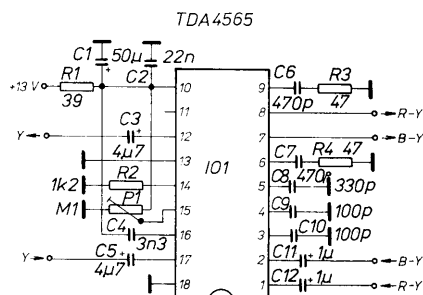 TDA4565
C1 50µ 22n
R1 C2
+13 V 39 10
11
C3
Y 4µ7 12
13
R2
1k2 14
P1
M1 15
C4 3n3 16
C5
Y 4µ7 17
18
IO1
C6 R3
9 470p 47
8 R-Y
7 B-Y
C7 R4 47
6 470p
C8
5 330p
C9
4 100p
C10
3 100p
C11 + 1µ
2 B-Y
C12 + 1µ
1 R-Y